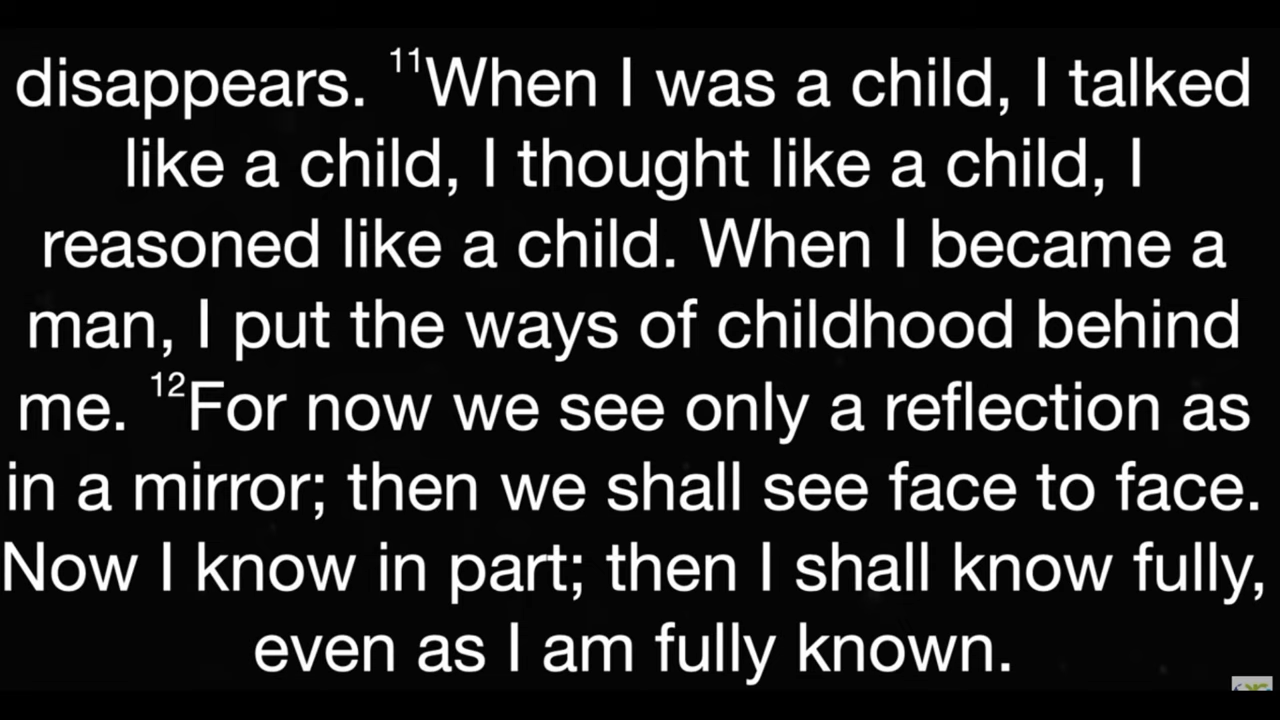 disappears. ¹¹When I was a child, I talked
like a child, I thought like a child, I
reasoned like a child. When I became a
man, I put the ways of childhood behind
me. ¹²For now we see only a reflection as
in a mirror; then we shall see face to face.
Now I know in part; then I shall know fully,
even as I am fully known.